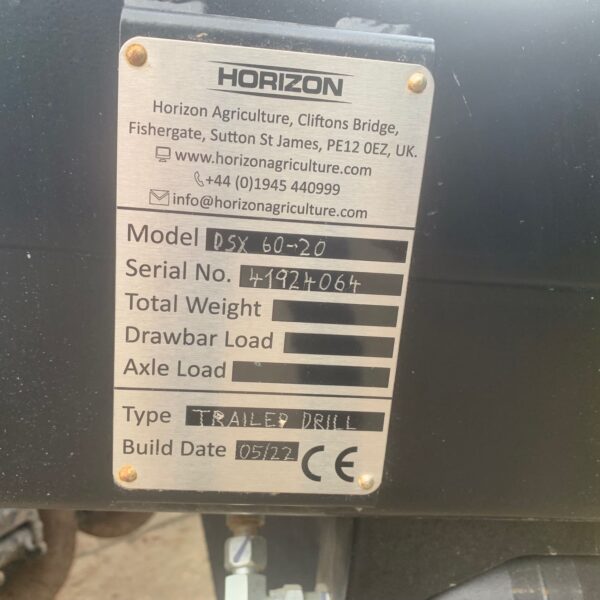 HORIZON
Horizon Agriculture, Cliftons Bridge,
Fishergate, Sutton St James, PE12 0EZ, UK.
www.horizonagriculture.com
+44 (0)1945 440999
info@horizonagriculture.com
Model DSX 60-20
Serial No. 41924064
Total Weight
Drawbar Load
Axle Load
Type TRAILED DRILL
Build Date 05/22 CE